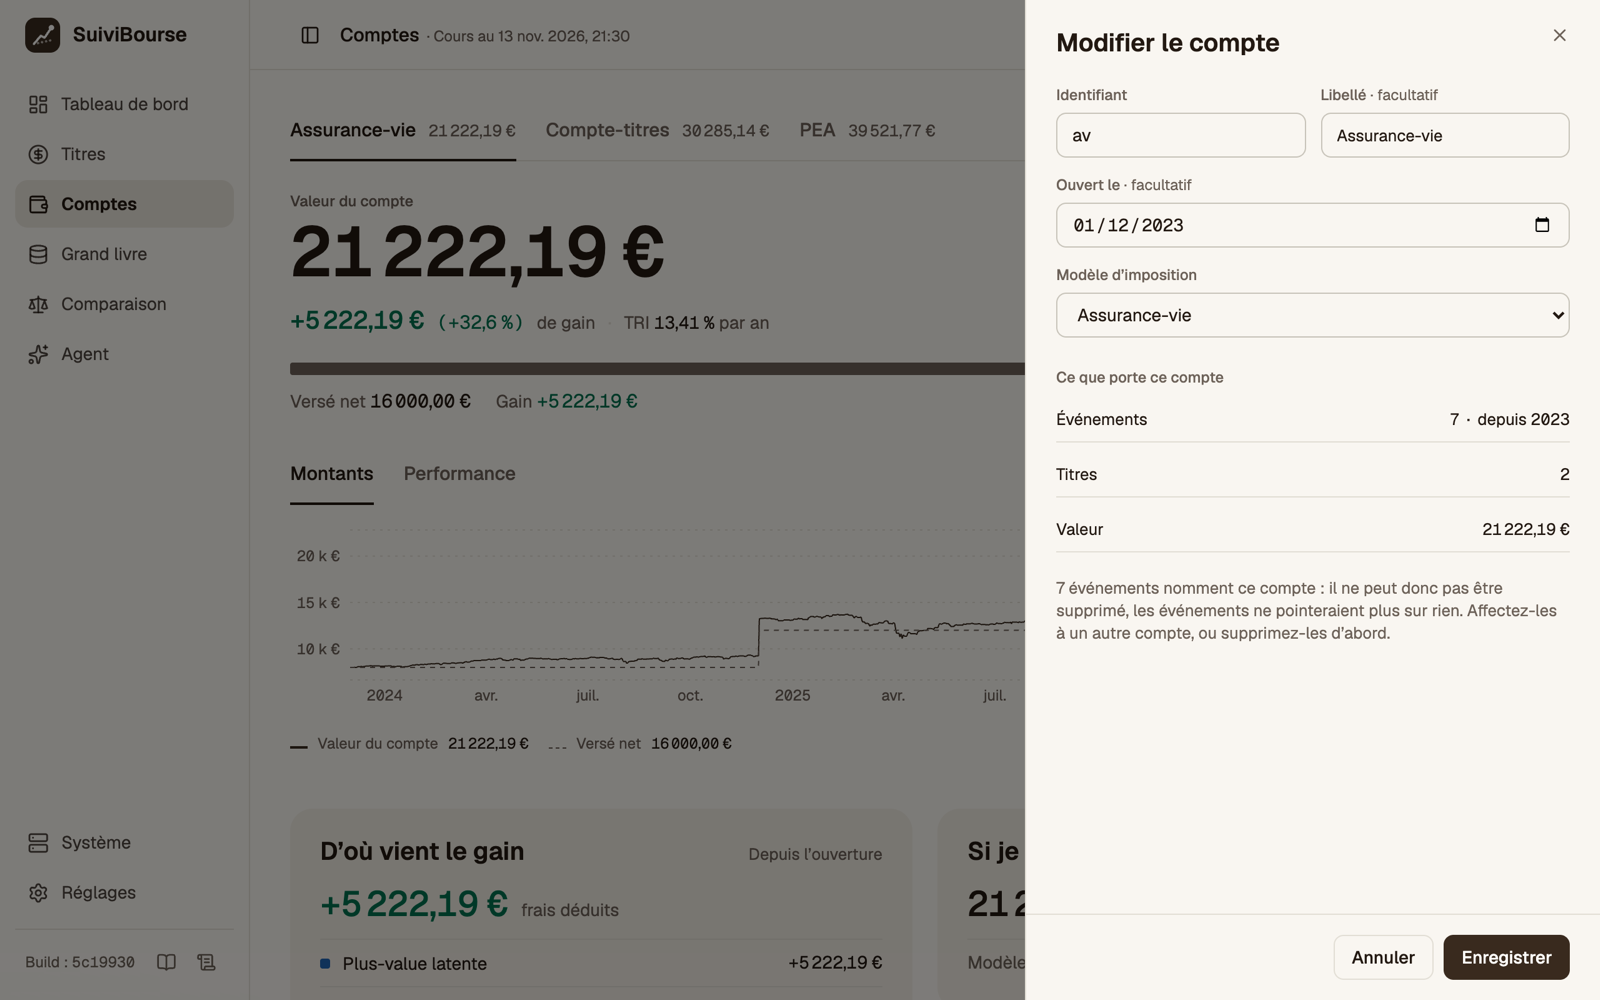 SuiviBourse
Tableau de bord
Titres
Comptes
Grand livre
Comparaison
Agent
Système
Réglages
Build : 5c19930
Comptes · Cours au 13 nov. 2026, 21:30
Assurance-vie 21 222,19 € Compte-titres 30 285,14 € PEA 39 521,77 €
Valeur du compte
21 222,19 €
+5 222,19 € (+32,6 %) de gain · TRI 13,41 % par an
Versé net 16 000,00 € Gain +5 222,19 €
Montants Performance
20 k €
15 k €
10 k €
2024 avr. juil. oct. 2025 avr. juil.
Valeur du compte 21 222,19 € Versé net 16 000,00 €
D’où vient le gain Depuis l’ouverture
+5 222,19 € frais déduits
Plus-value latente +5 222,19 €
Si je
21 2
Modèle
Modifier le compte
Identifiant Libellé · facultatif
av Assurance-vie
Ouvert le · facultatif
01/12/2023
Modèle d’imposition
Assurance-vie
Ce que porte ce compte
Événements 7 · depuis 2023
Titres 2
Valeur 21 222,19 €
7 événements nomment ce compte : il ne peut donc pas être
supprimé, les événements ne pointeraient plus sur rien. Affectez-les
à un autre compte, ou supprimez-les d’abord.
Annuler Enregistrer